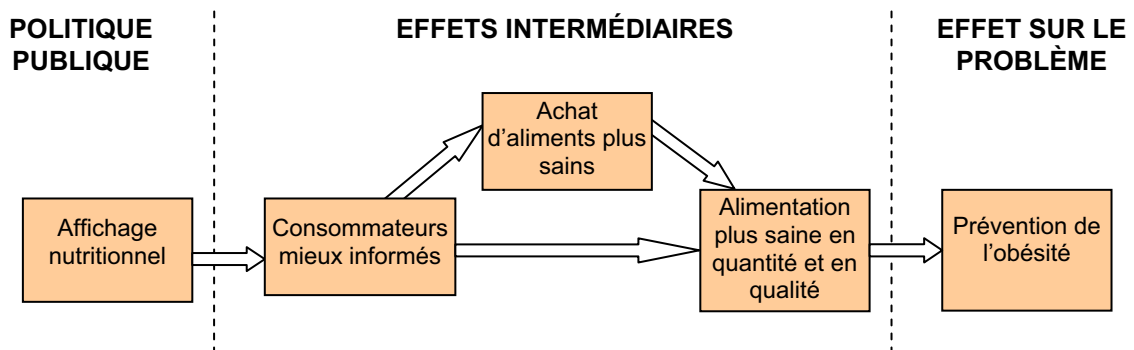 POLITIQUE
PUBLIQUE
EFFETS INTERMÉDIAIRES
EFFET SUR LE
PROBLÈME
Affichage
nutritionnel
Consommateurs
mieux informés
Achat
d’aliments plus
sains
Alimentation
plus saine en
quantité et en
qualité
Prévention de
l’obésité